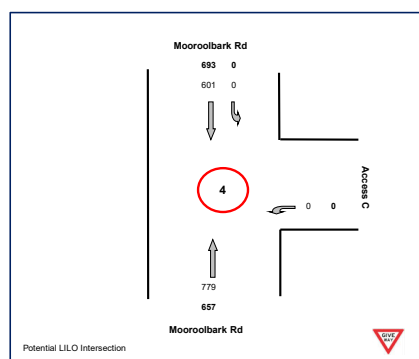 Mooroolbark Rd
693 0
601 0
Access C
4
0 0
779
657
Mooroolbark Rd
Potential LILO Intersection
GIVE
WAY